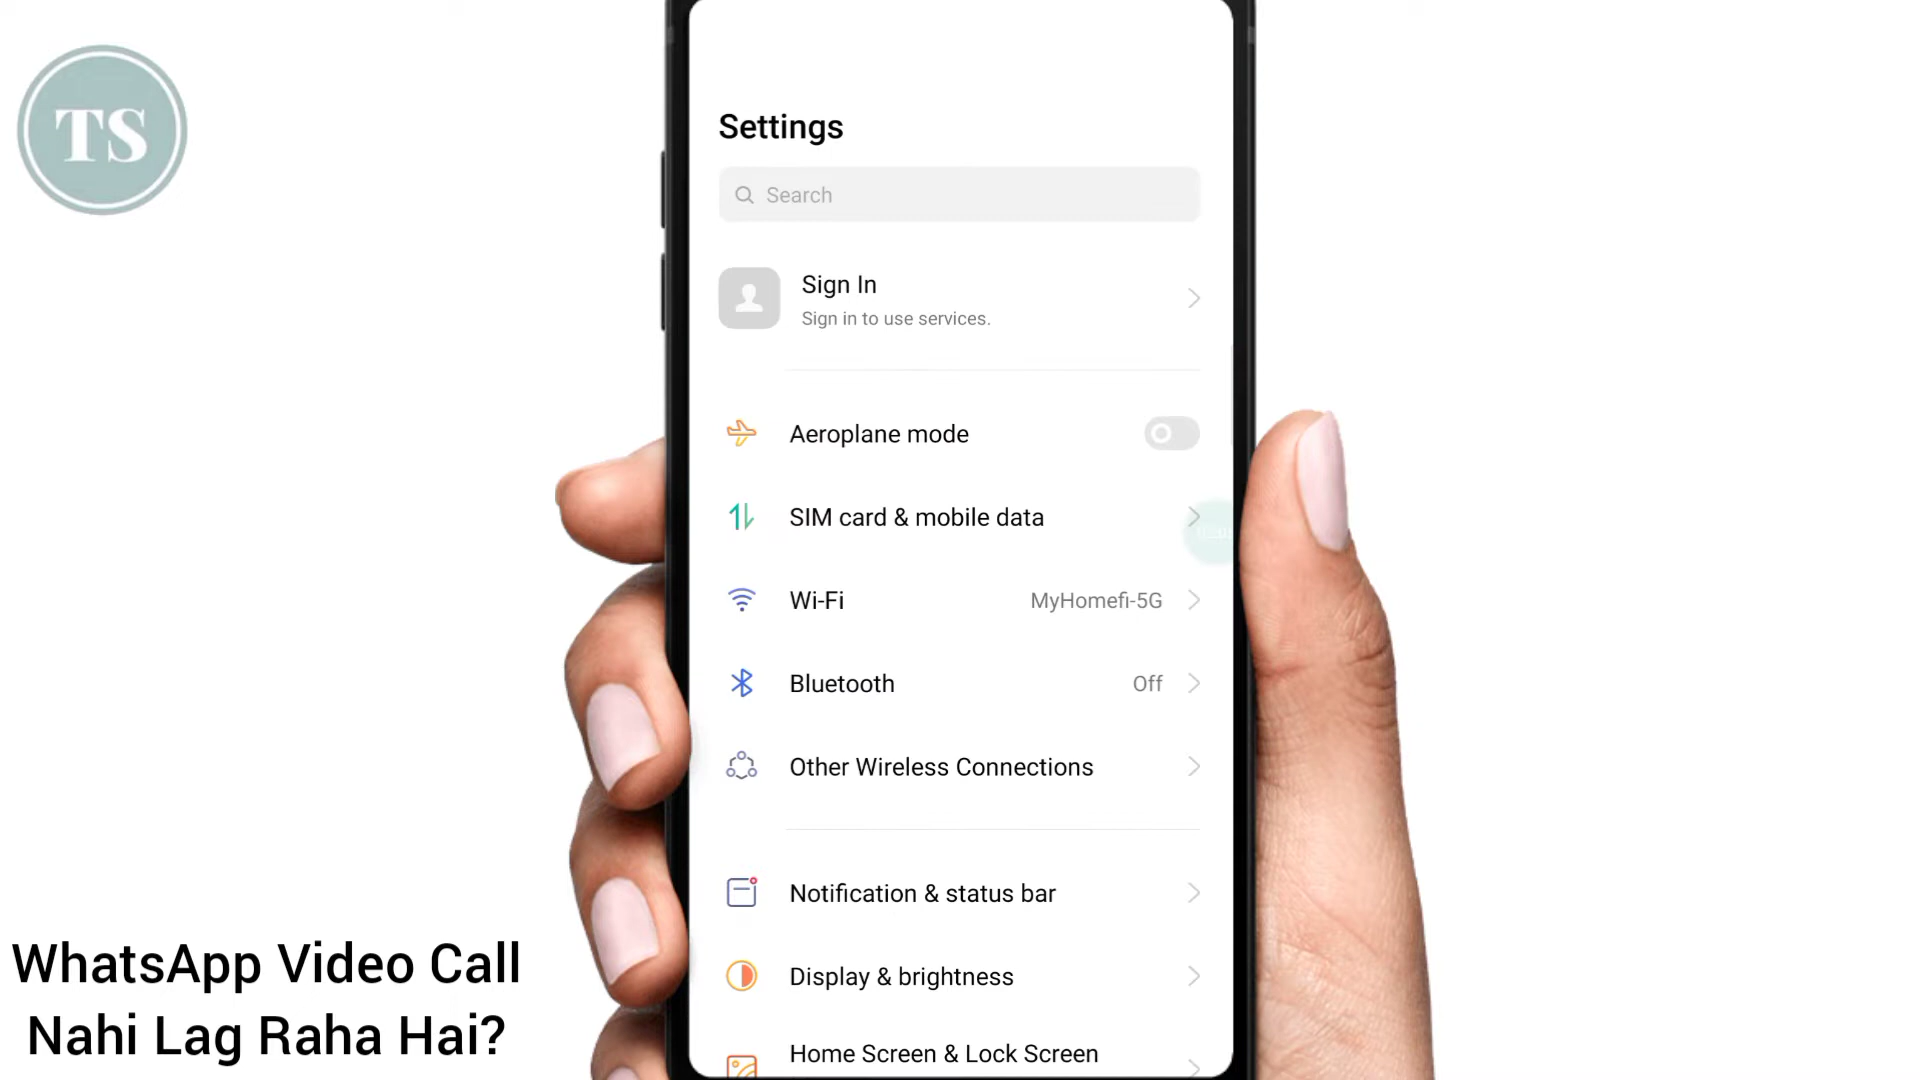 TS
Settings
Search
Sign In
Sign in to use services.
Aeroplane mode
SIM card & mobile data
Wi-Fi
MyHomefi-5G
Bluetooth
Off
Other Wireless Connections
Notification & status bar
Display & brightness
Home Screen & Lock Screen
WhatsApp Video Call
Nahi Lag Raha Hai?